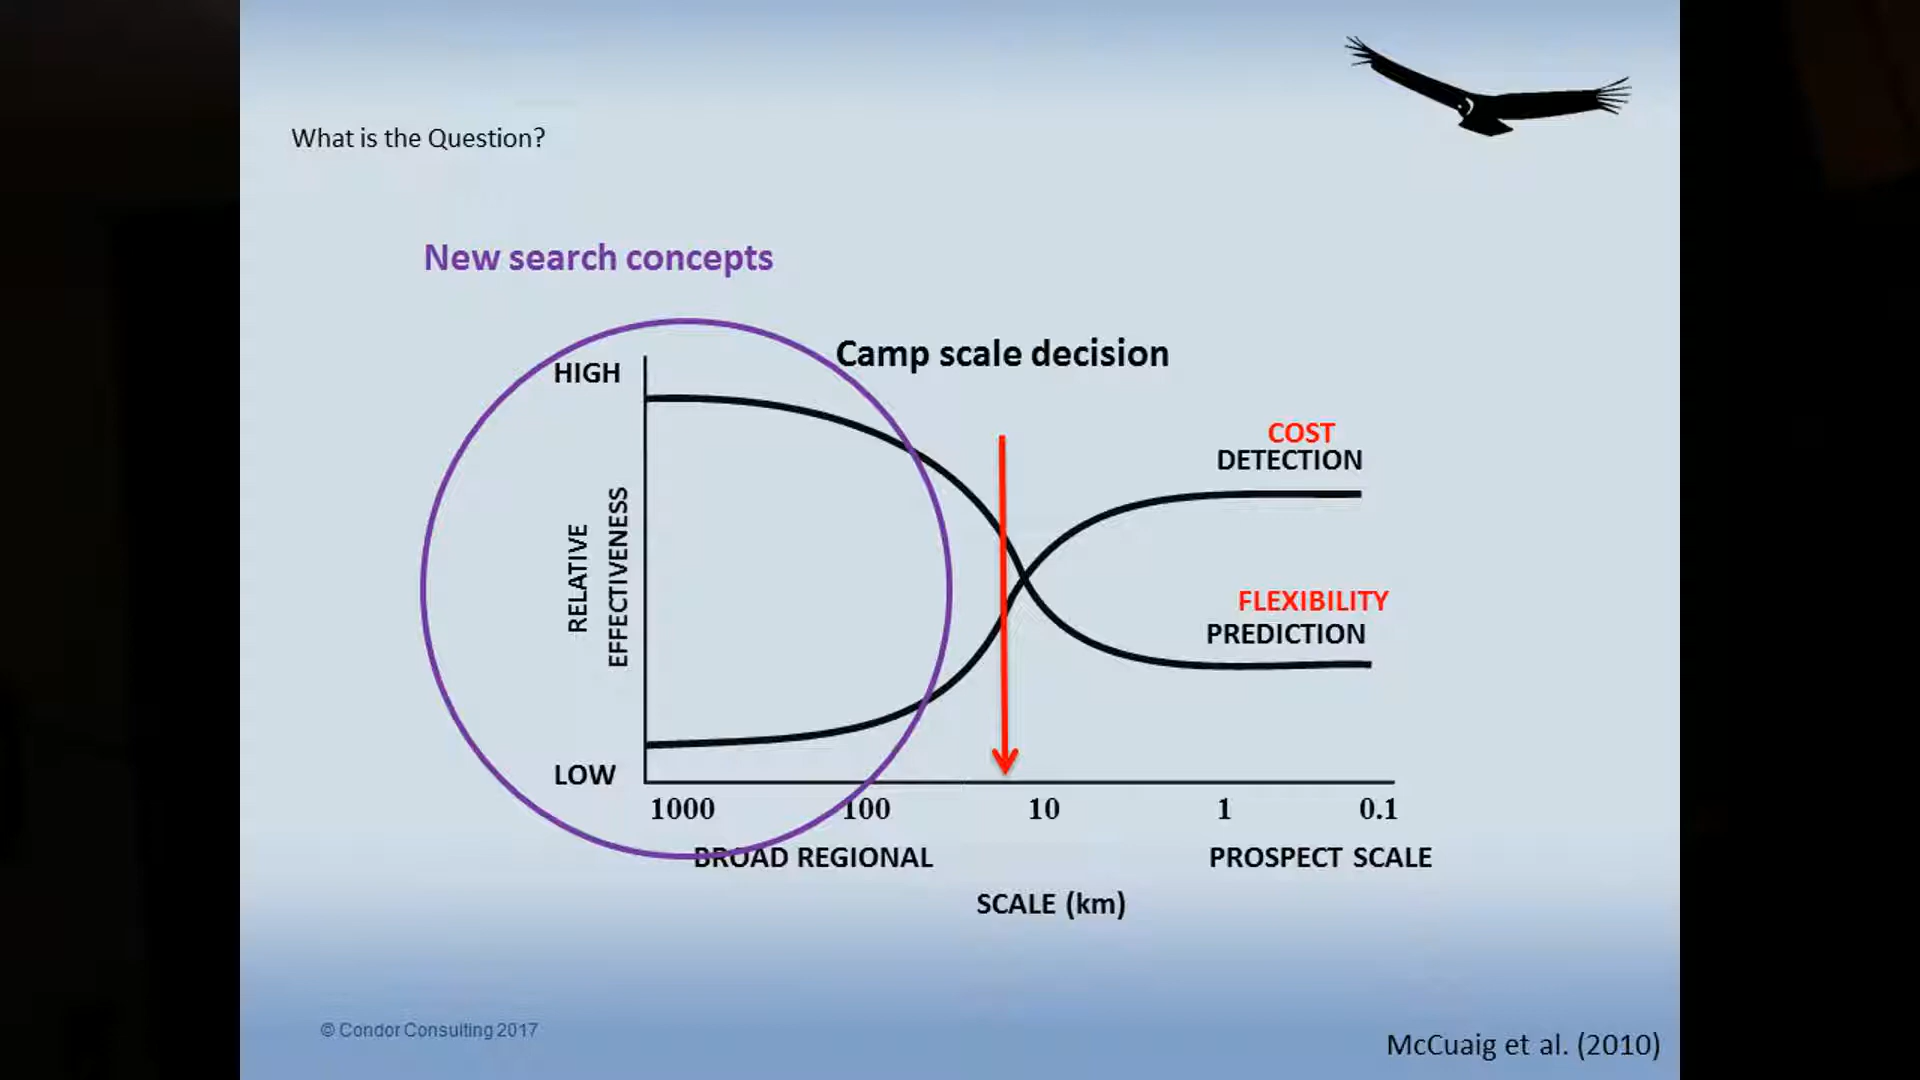 What is the Question?
New search concepts
Camp scale decision
HIGH
COST
DETECTION
RELATIVE
EFFECTIVENESS
FLEXIBILITY
PREDICTION
LOW
1000 100 10 1 0.1
BROAD REGIONAL PROSPECT SCALE
SCALE (km)
© Condor Consulting 2017
McCuaig et al. (2010)